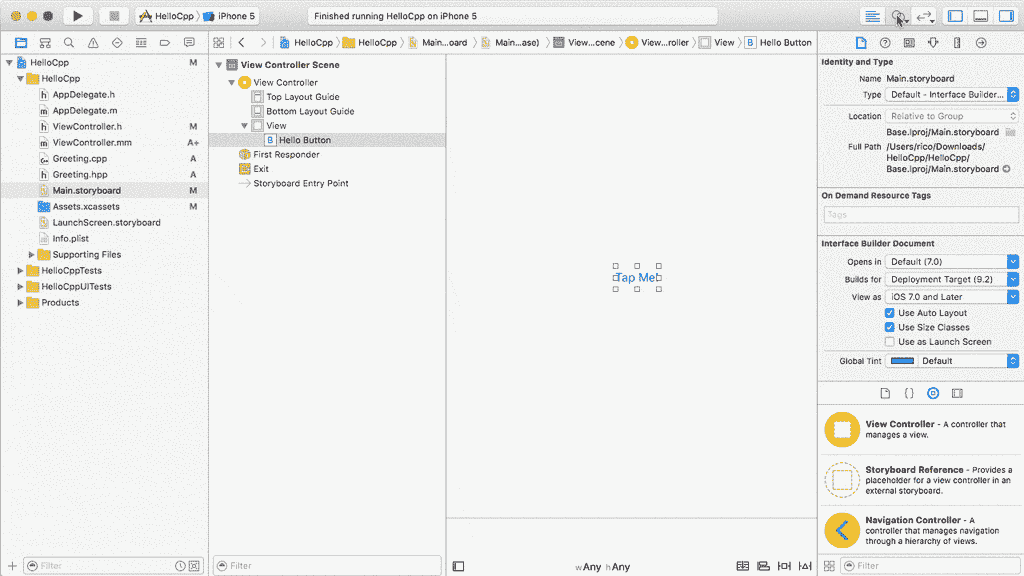 HelloCpp
iPhone 5
Finished running HelloCpp on iPhone 5
HelloCpp
HelloCpp
Main...oard
Main...ase)
View...cene
View...roller
View
B
Hello Button
HelloCpp M
HelloCpp
h AppDelegate.h
m AppDelegate.m
h ViewController.h M
m ViewController.mm A+
Greeting.cpp A
h Greeting.hpp A
Main.storyboard M
Assets.xcassets M
LaunchScreen.storyboard
Info.plist
Supporting Files
HelloCppTests
HelloCppUITests
Products
Filter
View Controller Scene
View Controller
Top Layout Guide
Bottom Layout Guide
View
B Hello Button
First Responder
Exit
Storyboard Entry Point
Filter
Tap Me!
wAny hAny
Identity and Type
Name Main.storyboard
Type Default - Interface Builder...
Location Relative to Group
Base.lproj/Main.storyboard
Full Path /Users/rico/Downloads/
HelloCpp/HelloCpp/
Base.lproj/Main.storyboard
On Demand Resource Tags
Tags
Interface Builder Document
Opens in Default (7.0)
Builds for Deployment Target (9.2)
View as iOS 7.0 and Later
Use Auto Layout
Use Size Classes
Use as Launch Screen
Global Tint Default
View Controller - A controller that
manages a view.
Storyboard Reference - Provides a
placeholder for a view controller in an
external storyboard.
Navigation Controller - A
controller that manages navigation
through a hierarchy of views.
Filter